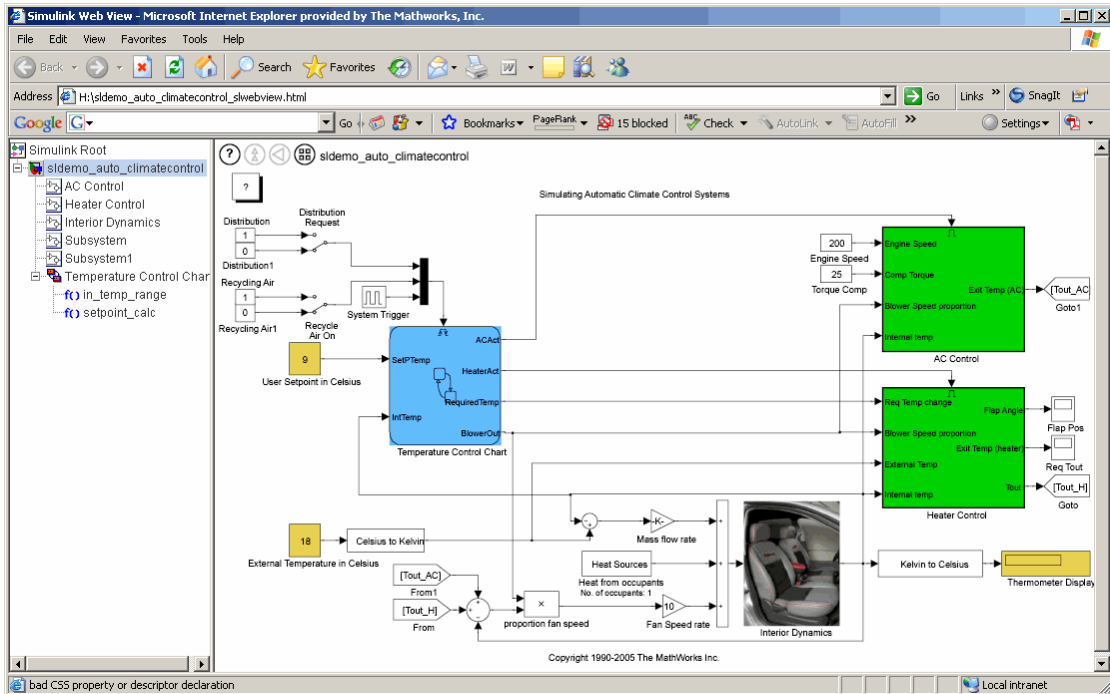 Simulink Web View - Microsoft Internet Explorer provided by The Mathworks, Inc.
File Edit View Favorites Tools Help
Back Search Favorites W
Address H:\sldemo_auto_climatecontrol_slwebview.html Go Links » SnagIt
Google G Go Bookmarks PageRank 15 blocked ABC Check AutoLink AutoFill » Settings
Simulink Root
sldemo_auto_climatecontrol
AC Control
Heater Control
Interior Dynamics
Subsystem
Subsystem1
Temperature Control Char
f() in_temp_range
f() setpoint_calc
? sldemo_auto_climatecontrol
?
Simulating Automatic Climate Control Systems
Distribution
1
0
Distribution1
Distribution
Request
Recycling Air
1
0
Recycling Air1
Recycle
Air On
System Trigger
9
User Setpoint in Celsius
SetPTemp
IntTemp
ACAct
HeaterAct
RequiredTemp
BlowerOut
Temperature Control Chart
200
Engine Speed
25
Torque Comp
Engine Speed
Comp Torque
Blower Speed proportion
Internal temp
Exit Temp (AC)
AC Control
[Tout_AC
Goto1
Req Temp change
Blower Speed proportion
External Temp
Internal temp
Flap Angle
Exit Temp (heater)
Tout
Heater Control
Flap Pos
Req Tout
[Tout_H]
Goto
18
External Temperature in Celsius
Celsius to Kelvin
-K-
Mass flow rate
Heat Sources
Heat from occupants
No. of occupants: 1
[Tout_AC]
From1
[Tout_H]
From
×
proportion fan speed
10
Fan Speed rate
Interior Dynamics
Kelvin to Celsius
Thermometer Display
Copyright 1990-2005 The MathWorks Inc.
bad CSS property or descriptor declaration
Local intranet